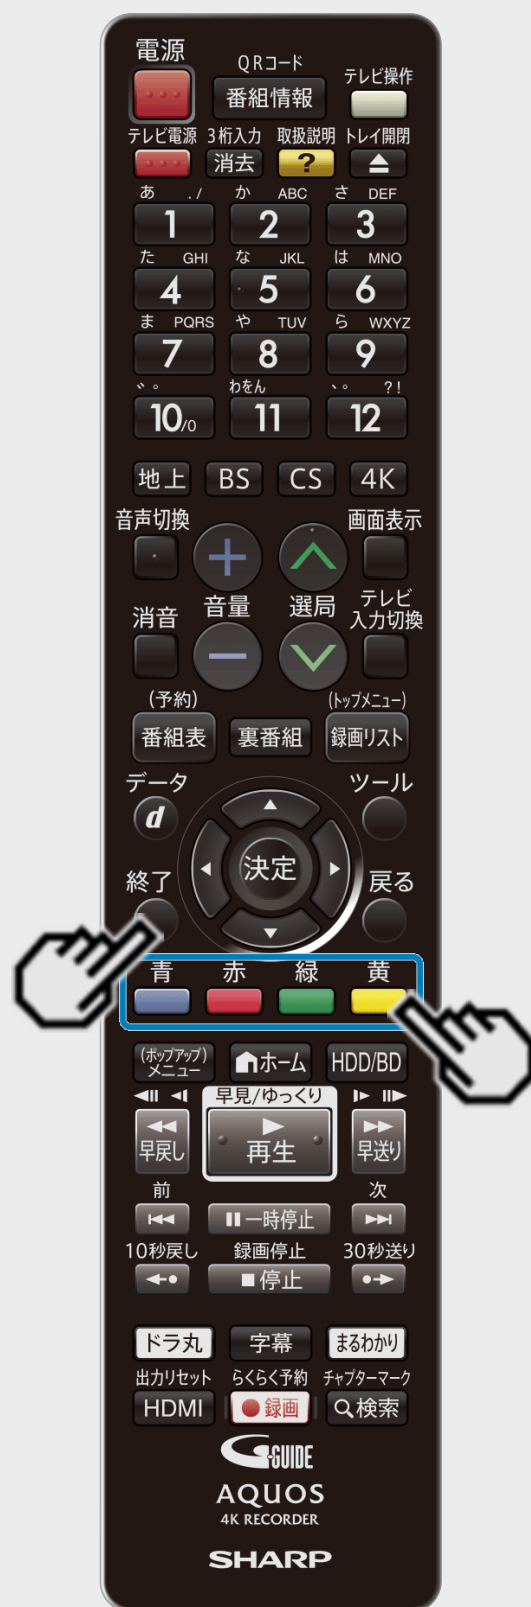 電源
QRコード
番組情報
テレビ操作
テレビ電源 3桁入力 取扱説明 トレイ開閉
消去 ?
あ ./ か ABC さ DEF
1 2 3
た GHI な JKL は MNO
4 5 6
ま PQRS や TUV ら WXYZ
7 8 9
゛゜ わをん 、。 ?!
10/0 11 12
地上 BS CS 4K
音声切換 画面表示
消音 音量 選局 テレビ
入力切換
(予約) (トップメニュー)
番組表 裏番組 録画リスト
データ ツール
d
決定
終了 戻る
青 赤 緑 黄
(ポップアップ)
メニュー ホーム HDD/BD
早見/ゆっくり
早戻し 再生 早送り
前 次
一時停止
10秒戻し 録画停止 30秒送り
停止
ドラ丸 字幕 まるわかり
出力リセット らくらく予約 チャプターマーク
HDMI 録画 検索
G-GUIDE
AQUOS
4K RECORDER
SHARP